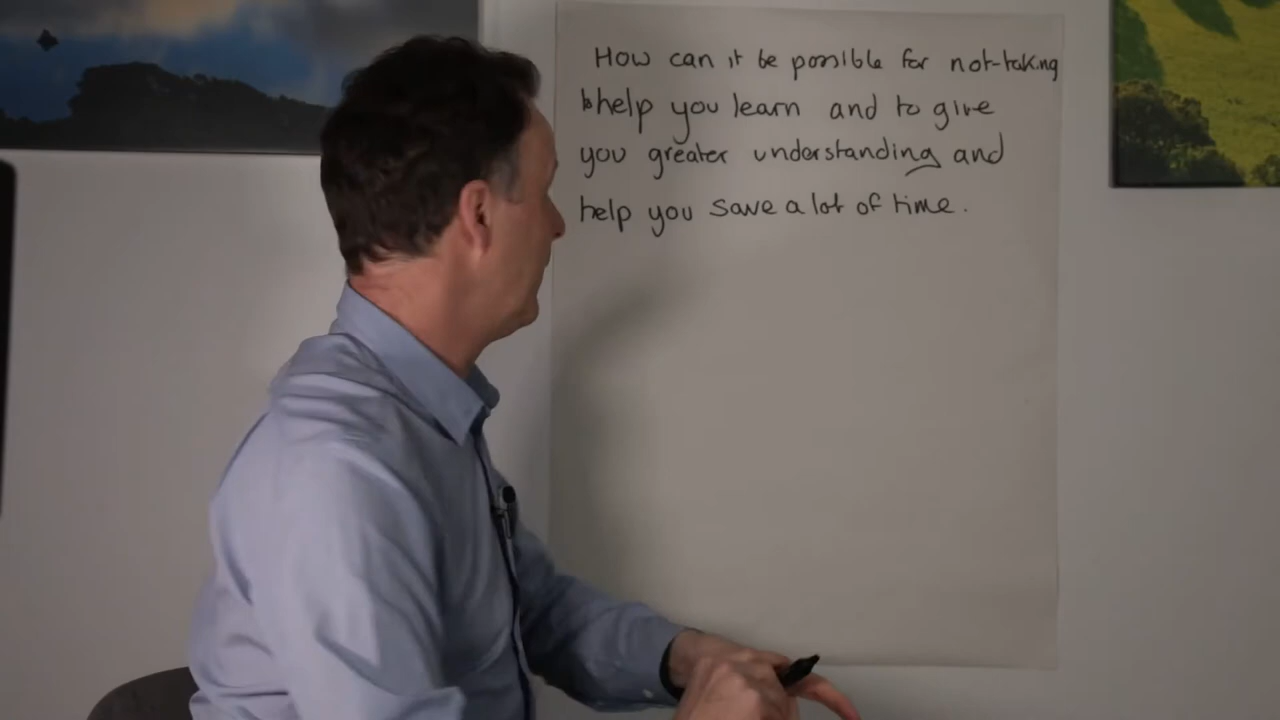 How can it be possible for not-taking
to help you learn and to give
you greater understanding and
help you save a lot of time.